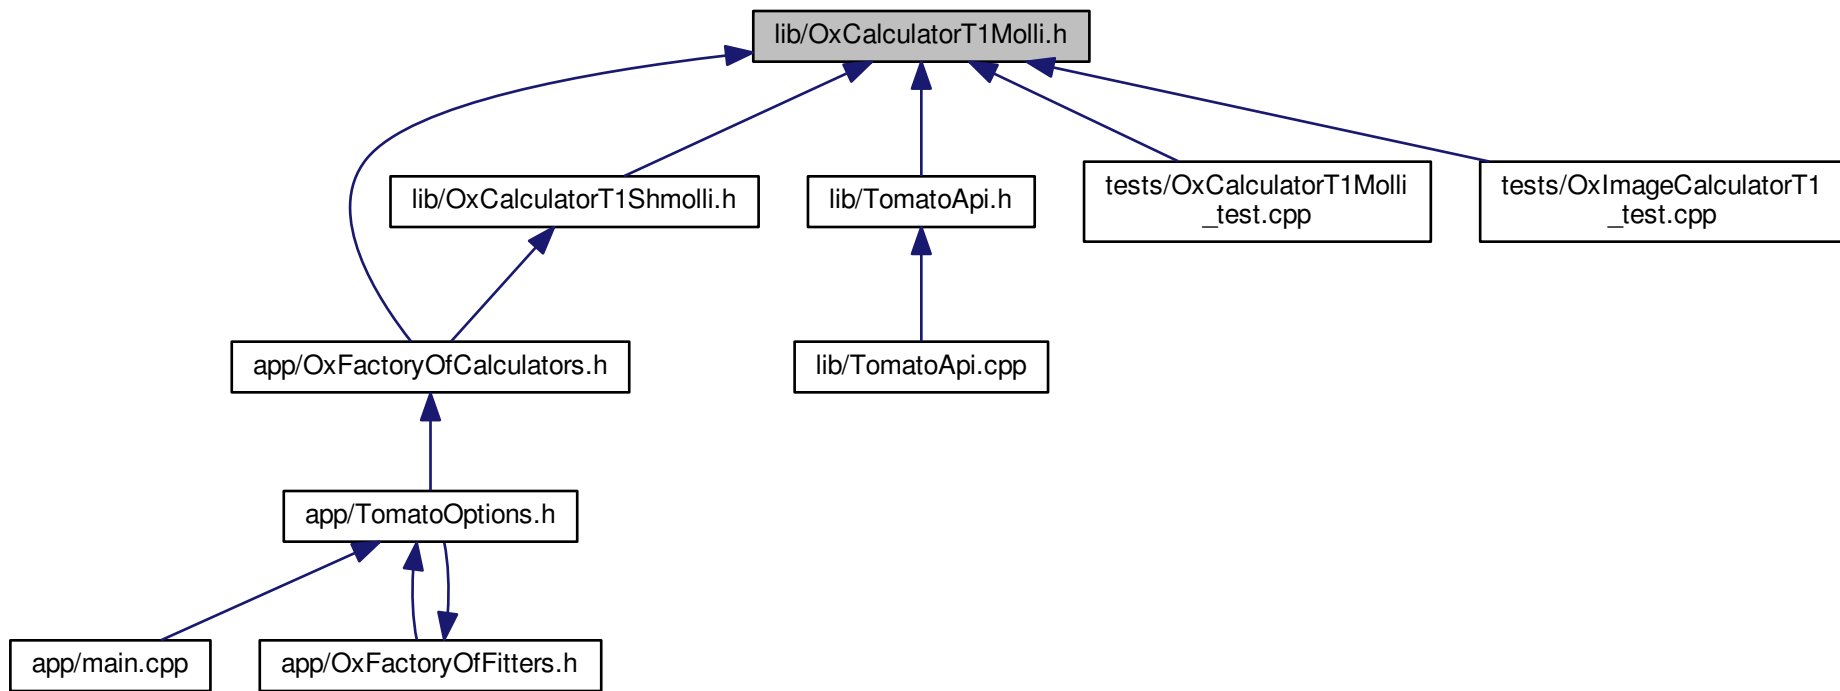 lib/OxCalculatorT1Molli.h
lib/OxCalculatorT1Shmolli.h
lib/TomatoApi.h
tests/OxCalculatorT1Molli
_test.cpp
tests/OxImageCalculatorT1
_test.cpp
app/OxFactoryOfCalculators.h
lib/TomatoApi.cpp
app/TomatoOptions.h
app/main.cpp
app/OxFactoryOfFitters.h